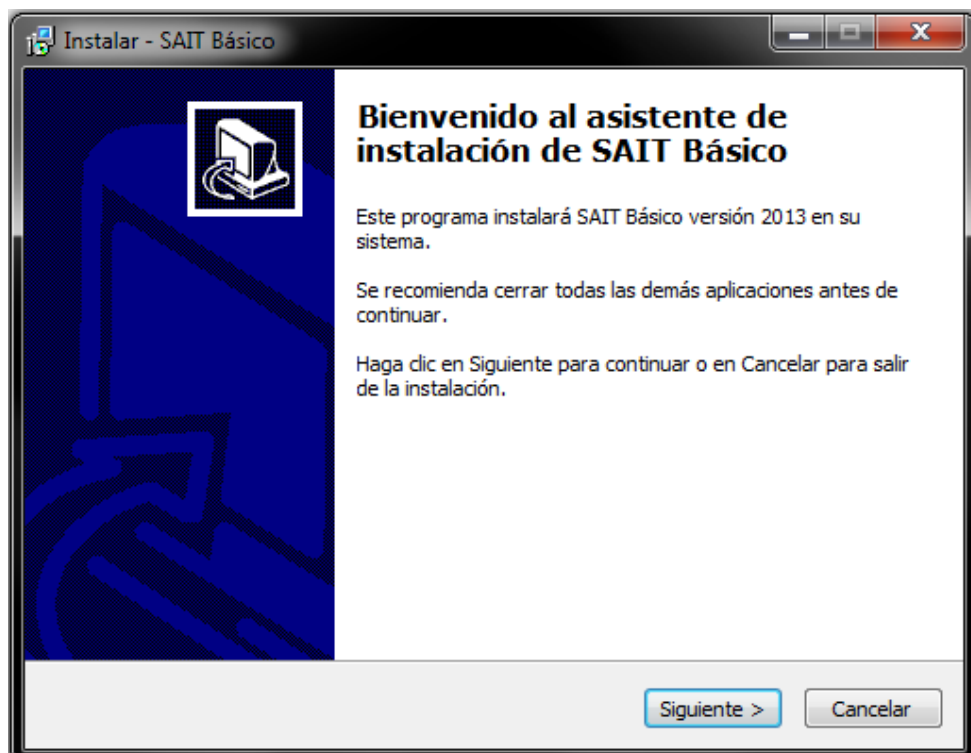 Instalar - SAIT Básico
Bienvenido al asistente de
instalación de SAIT Básico
Este programa instalará SAIT Básico versión 2013 en su
sistema.
Se recomienda cerrar todas las demás aplicaciones antes de
continuar.
Haga clic en Siguiente para continuar o en Cancelar para salir
de la instalación.
Siguiente >
Cancelar